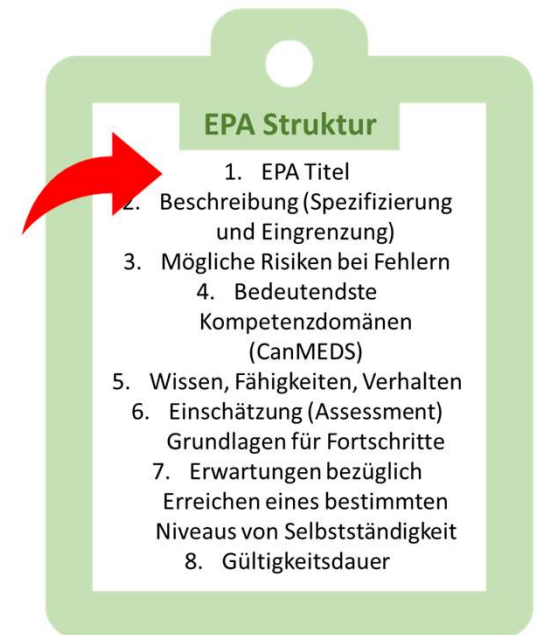 EPA Struktur
1. EPA Titel
2. Beschreibung (Spezifizierung
und Eingrenzung)
3. Mögliche Risiken bei Fehlern
4. Bedeutendste
Kompetenzdomänen
(CanMEDS)
5. Wissen, Fähigkeiten, Verhalten
6. Einschätzung (Assessment)
Grundlagen für Fortschritte
7. Erwartungen bezüglich
Erreichen eines bestimmten
Niveaus von Selbstständigkeit
8. Gültigkeitsdauer